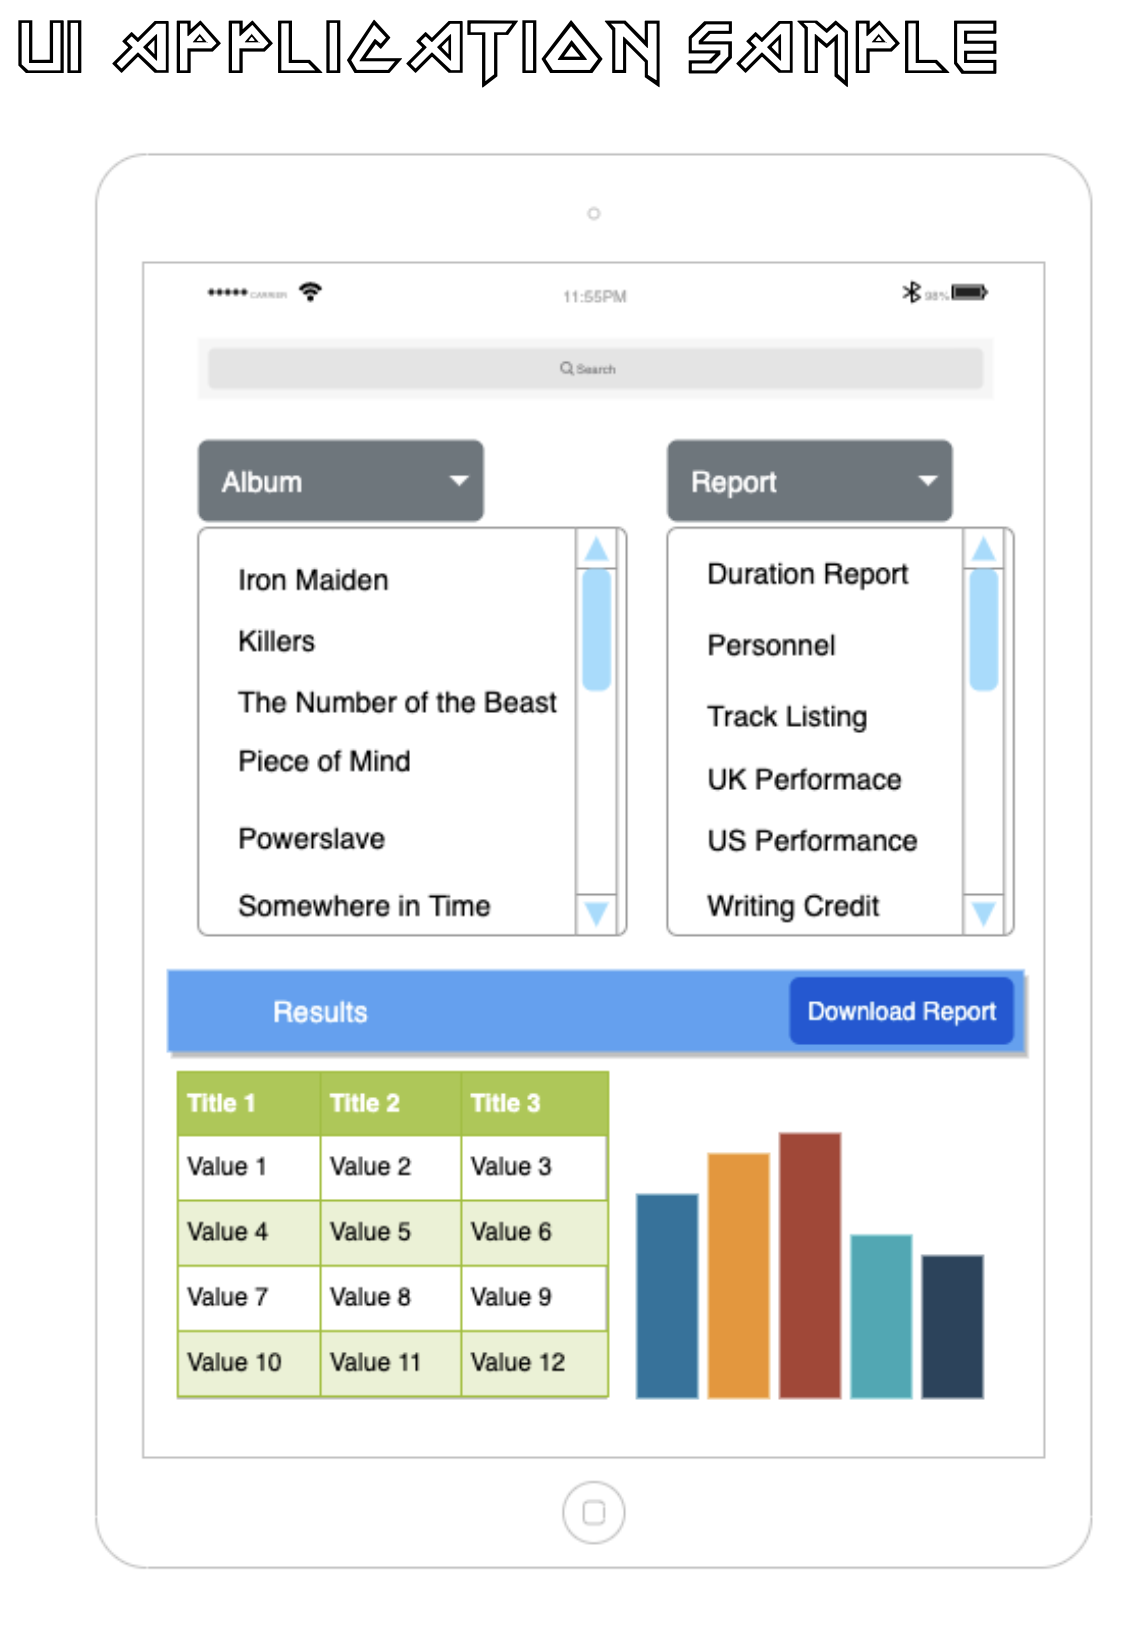 UI APPLICATION SAMPLE
CARRIER
11:55PM
98%
Search
Album
Report
Iron Maiden
Killers
The Number of the Beast
Piece of Mind
Powerslave
Somewhere in Time
Duration Report
Personnel
Track Listing
UK Performace
US Performance
Writing Credit
Results
Download Report
Title 1 Title 2 Title 3
Value 1 Value 2 Value 3
Value 4 Value 5 Value 6
Value 7 Value 8 Value 9
Value 10 Value 11 Value 12